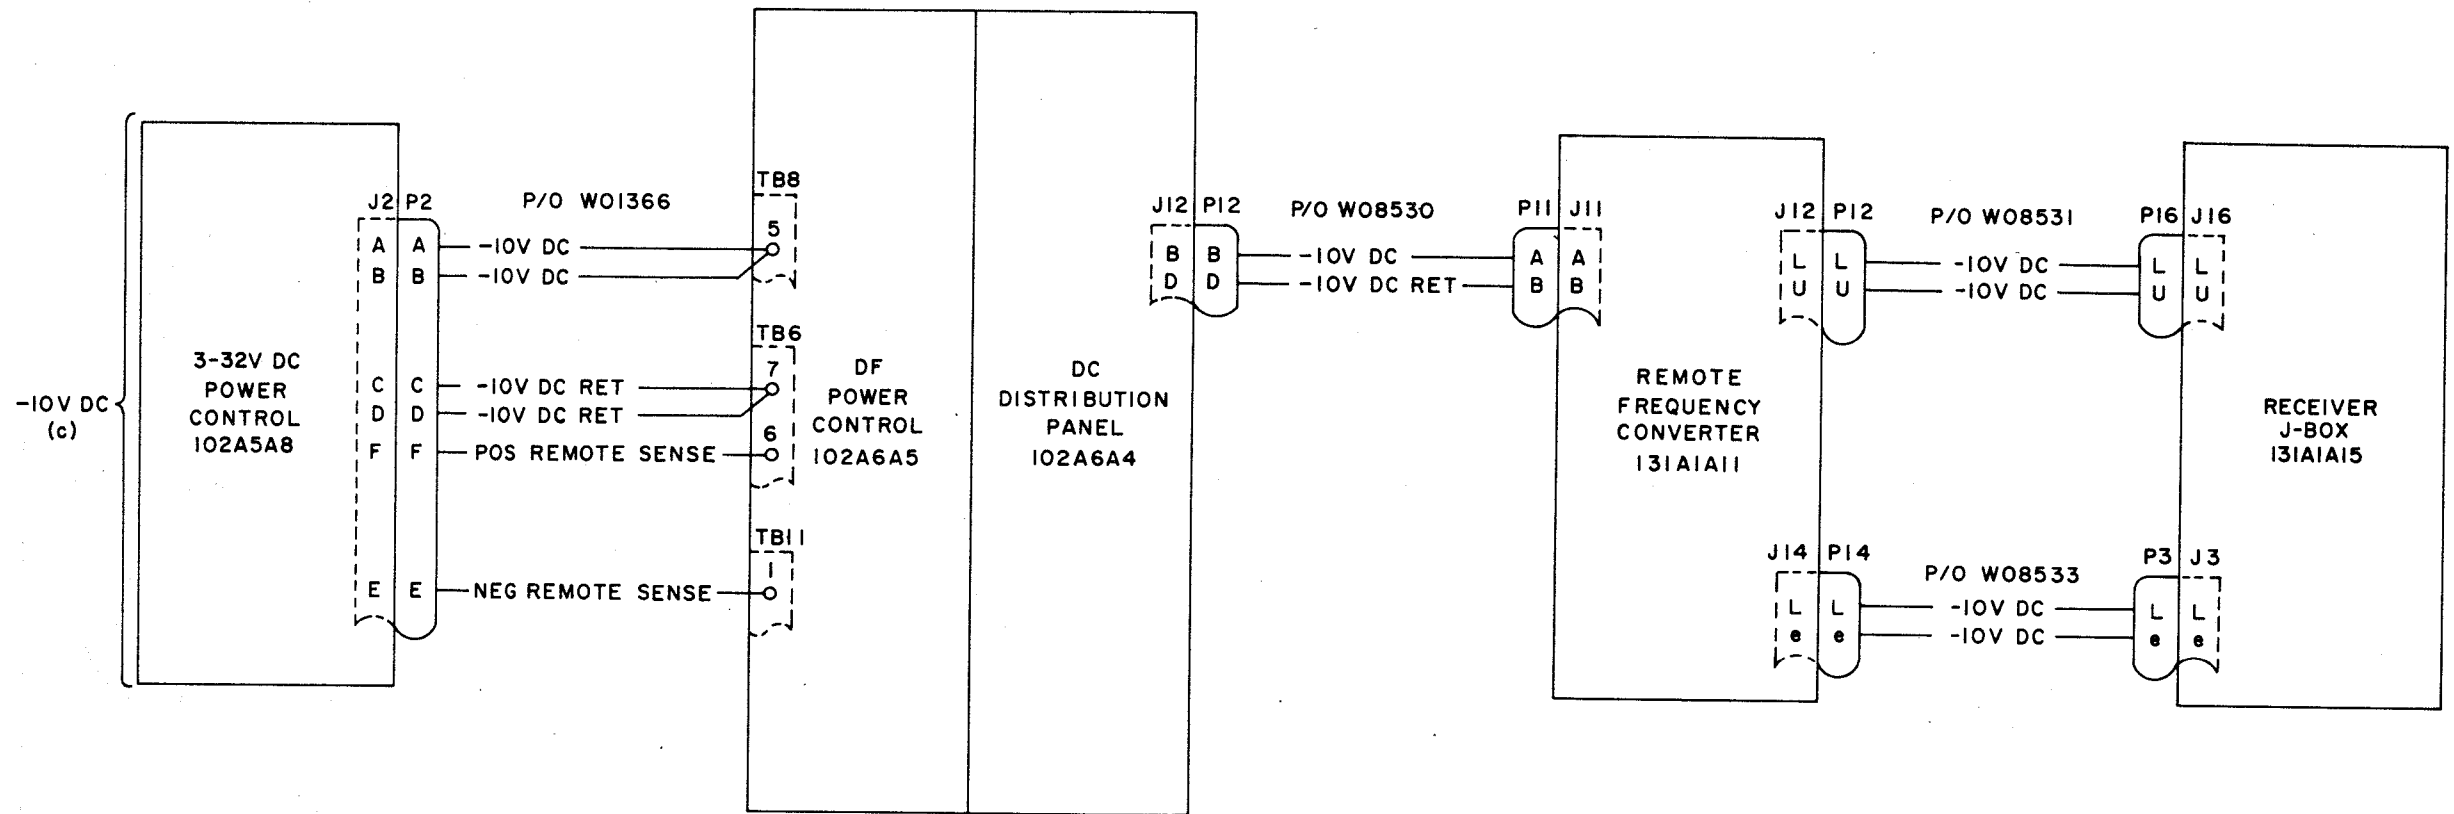 -10V DC
(c)
3-32V DC
POWER
CONTROL
102A5A8
J2 P2
A A
B B
C C
D D
F F
E E
P/O W01366
-10V DC
-10V DC
-10V DC RET
-10V DC RET
POS REMOTE SENSE
NEG REMOTE SENSE
TB8
5
TB6
7
6
TB11
1
DF
POWER
CONTROL
102A6A5
DC
DISTRIBUTION
PANEL
102A6A4
J12 P12
B B
D D
P/O W08530
-10V DC
-10V DC RET
P11 J11
A A
B B
REMOTE
FREQUENCY
CONVERTER
131A1A11
J12 P12
L L
U U
P/O W08531
-10V DC
-10V DC
P16 J16
L L
U U
J14 P14
L L
e e
P/O W08533
-10V DC
-10V DC
P3 J3
L L
e e
RECEIVER
J-BOX
131A1A15